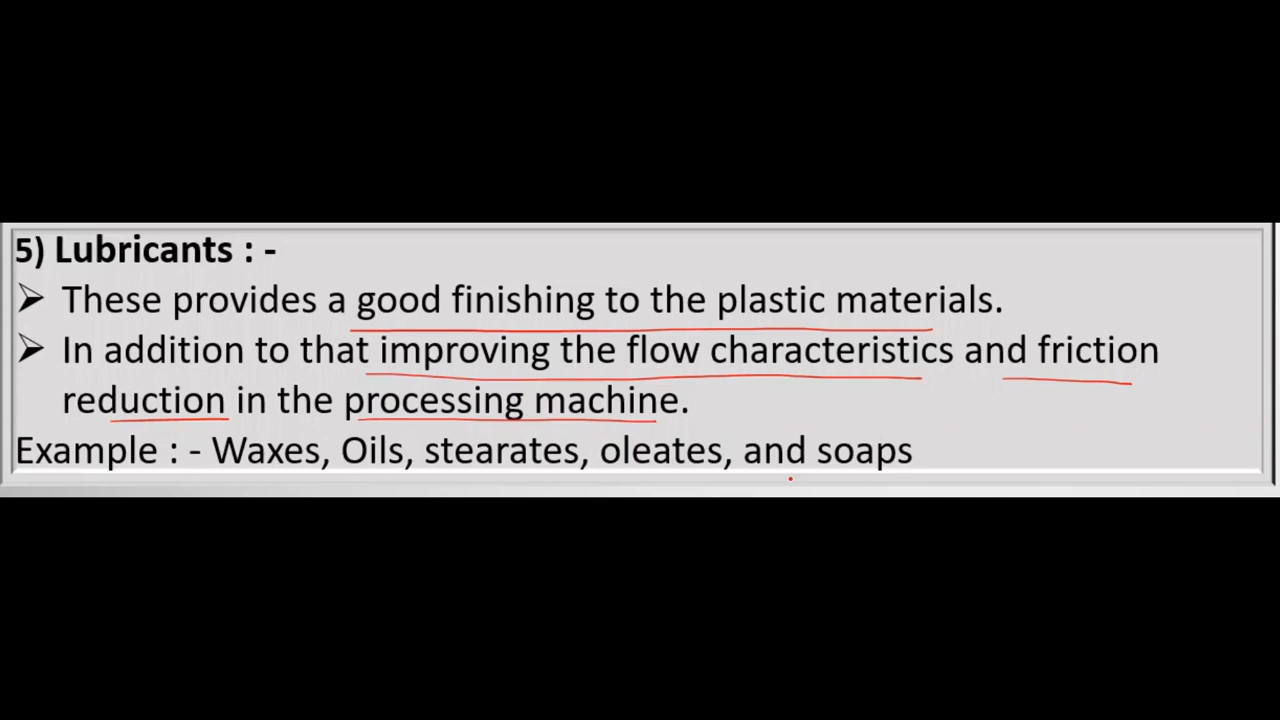 5) Lubricants : -
➢ These provides a good finishing to the plastic materials.
➢ In addition to that improving the flow characteristics and friction
reduction in the processing machine.
Example : - Waxes, Oils, stearates, oleates, and soaps